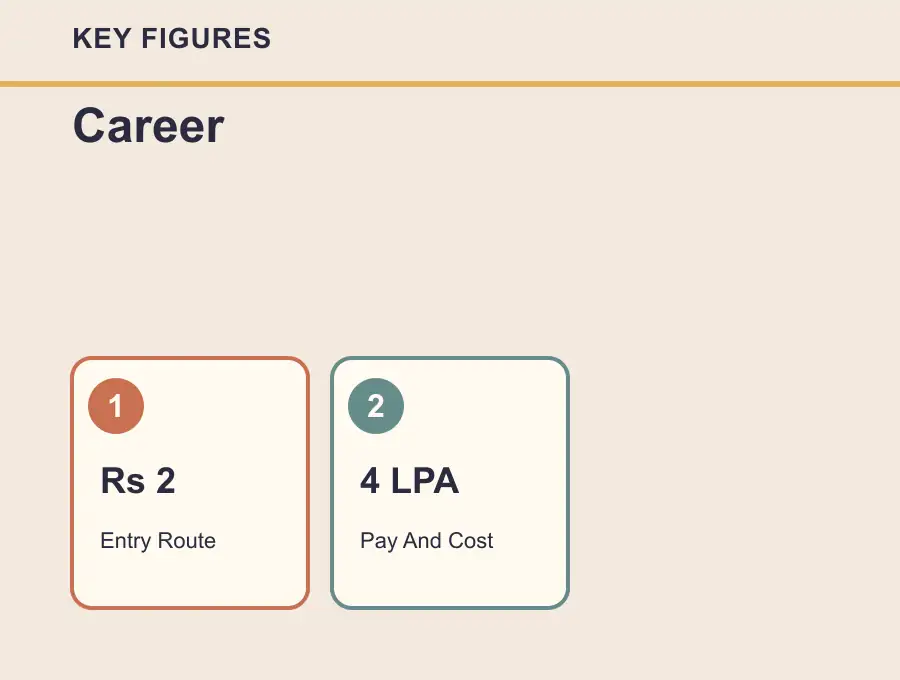 KEY FIGURES
Career
1
Rs 2
Entry Route
2
4 LPA
Pay And Cost